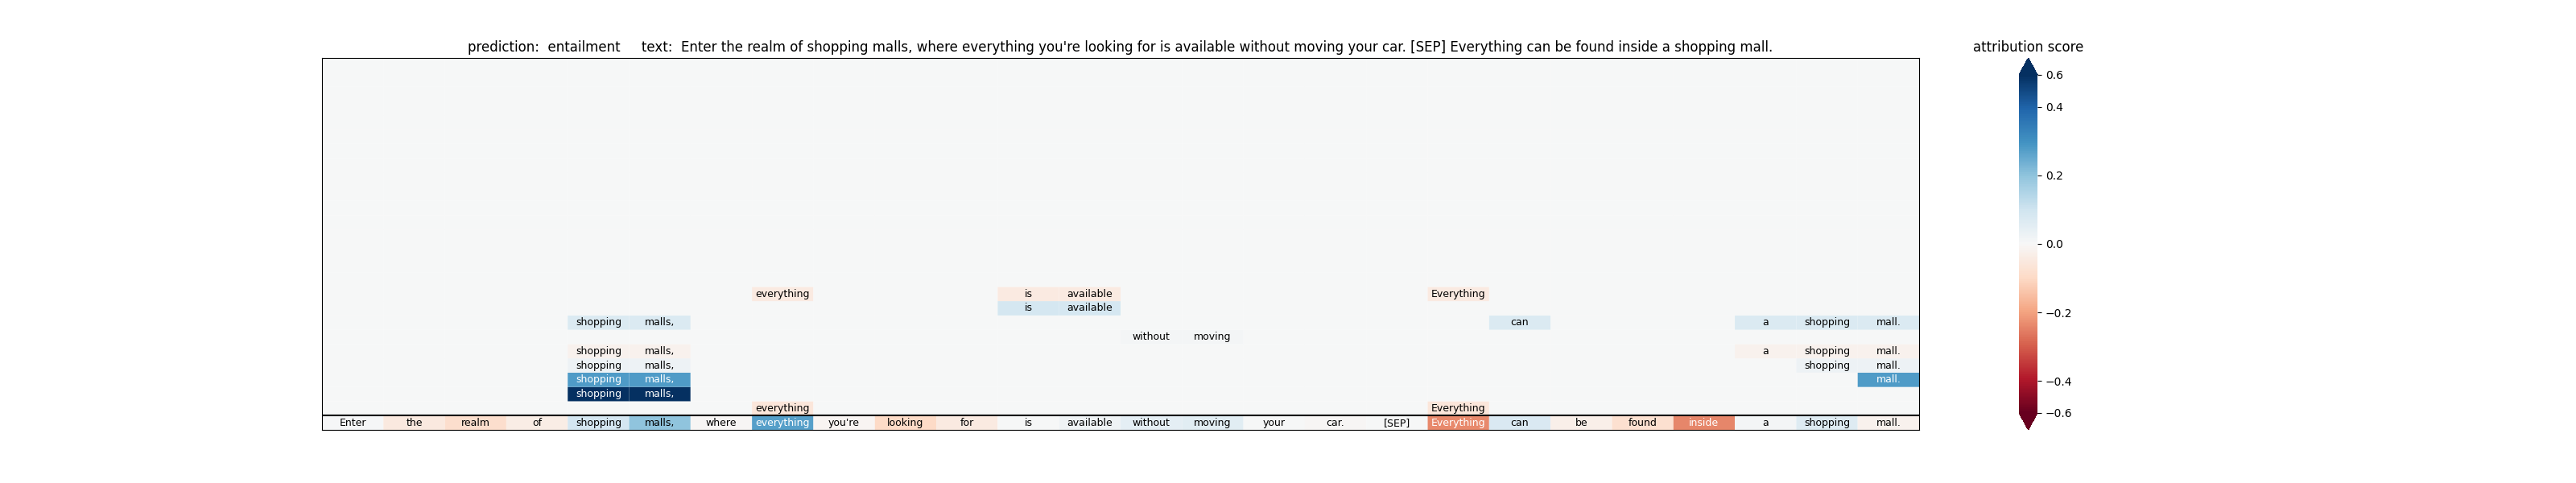 prediction:  entailment     text:  Enter the realm of shopping malls, where everything you're looking for is available without moving your car. [SEP] Everything can be found inside a shopping mall.
attribution score
0.6
0.4
0.2
0.0
−0.2
−0.4
−0.6
everything is available Everything
is available
shopping malls, can a shopping mall.
without moving
shopping malls, a shopping mall.
shopping malls, shopping mall.
shopping malls, mall.
shopping malls,
everything Everything
Enter the realm of shopping malls, where everything you're looking for is available without moving your car. [SEP] Everything can be found inside a shopping mall.